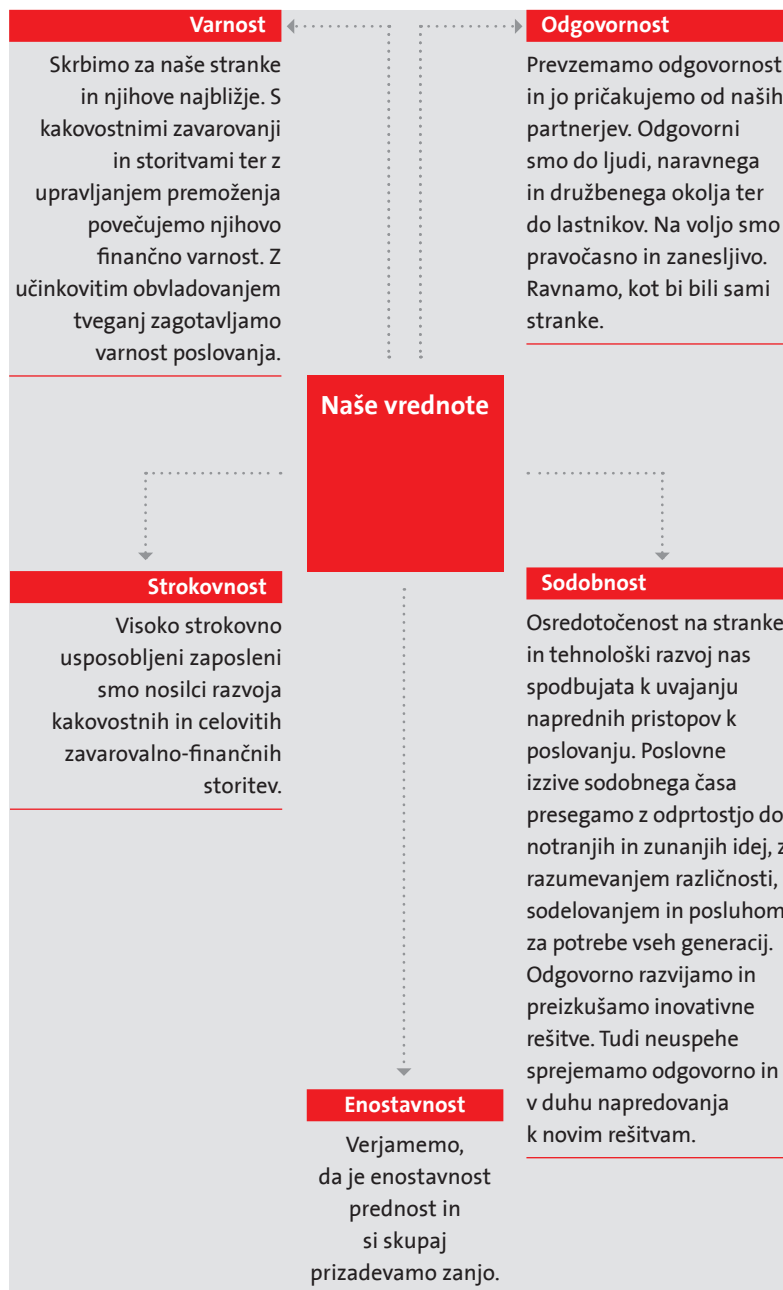 Varnost
Skrbimo za naše stranke
in njihove najbližje. S
kakovostnimi zavarovanji
in storitvami ter z
upravljanjem premoženja
povečujemo njihovo
finančno varnost. Z
učinkovitim obvladovanjem
tveganj zagotavljamo
varnost poslovanja.
Odgovornost
Prevzemamo odgovornost
in jo pričakujemo od naših
partnerjev. Odgovorni
smo do ljudi, naravnega
in družbenega okolja ter
do lastnikov. Na voljo smo
pravočasno in zanesljivo.
Ravnamo, kot bi bili sami
stranke.
Naše vrednote
Strokovnost
Visoko strokovno
usposobljeni zaposleni
smo nosilci razvoja
kakovostnih in celovitih
zavarovalno-finančnih
storitev.
Sodobnost
Osredotočenost na stranke
in tehnološki razvoj nas
spodbujata k uvajanju
naprednih pristopov k
poslovanju. Poslovne
izzive sodobnega časa
presegamo z odprtostjo do
notranjih in zunanjih idej, z
razumevanjem različnosti,
sodelovanjem in posluhom
za potrebe vseh generacij.
Odgovorno razvijamo in
preizkušamo inovativne
rešitve. Tudi neuspehe
sprejemamo odgovorno in
v duhu napredovanja
k novim rešitvam.
Enostavnost
Verjamemo,
da je enostavnost
prednost in
si skupaj
prizadevamo zanjo.